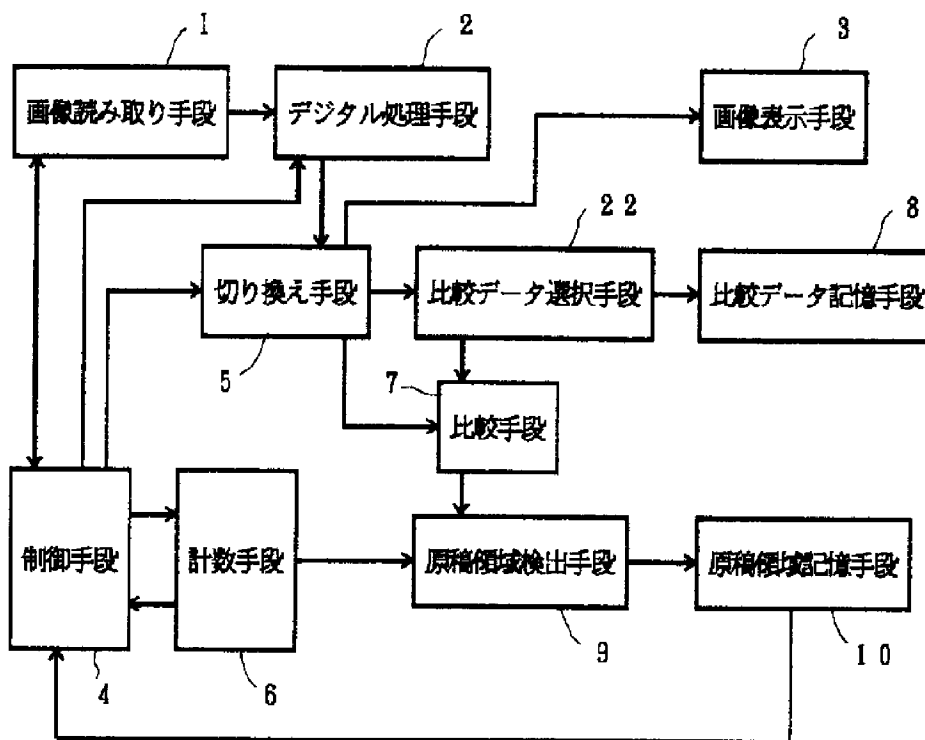 1
2
3
画像読み取り手段
デジタル処理手段
画像表示手段
22
8
切り換え手段
比較データ選択手段
比較データ記憶手段
5
7
比較手段
制御手段
計数手段
原稿領域検出手段
原稿領域記憶手段
4
6
9
10